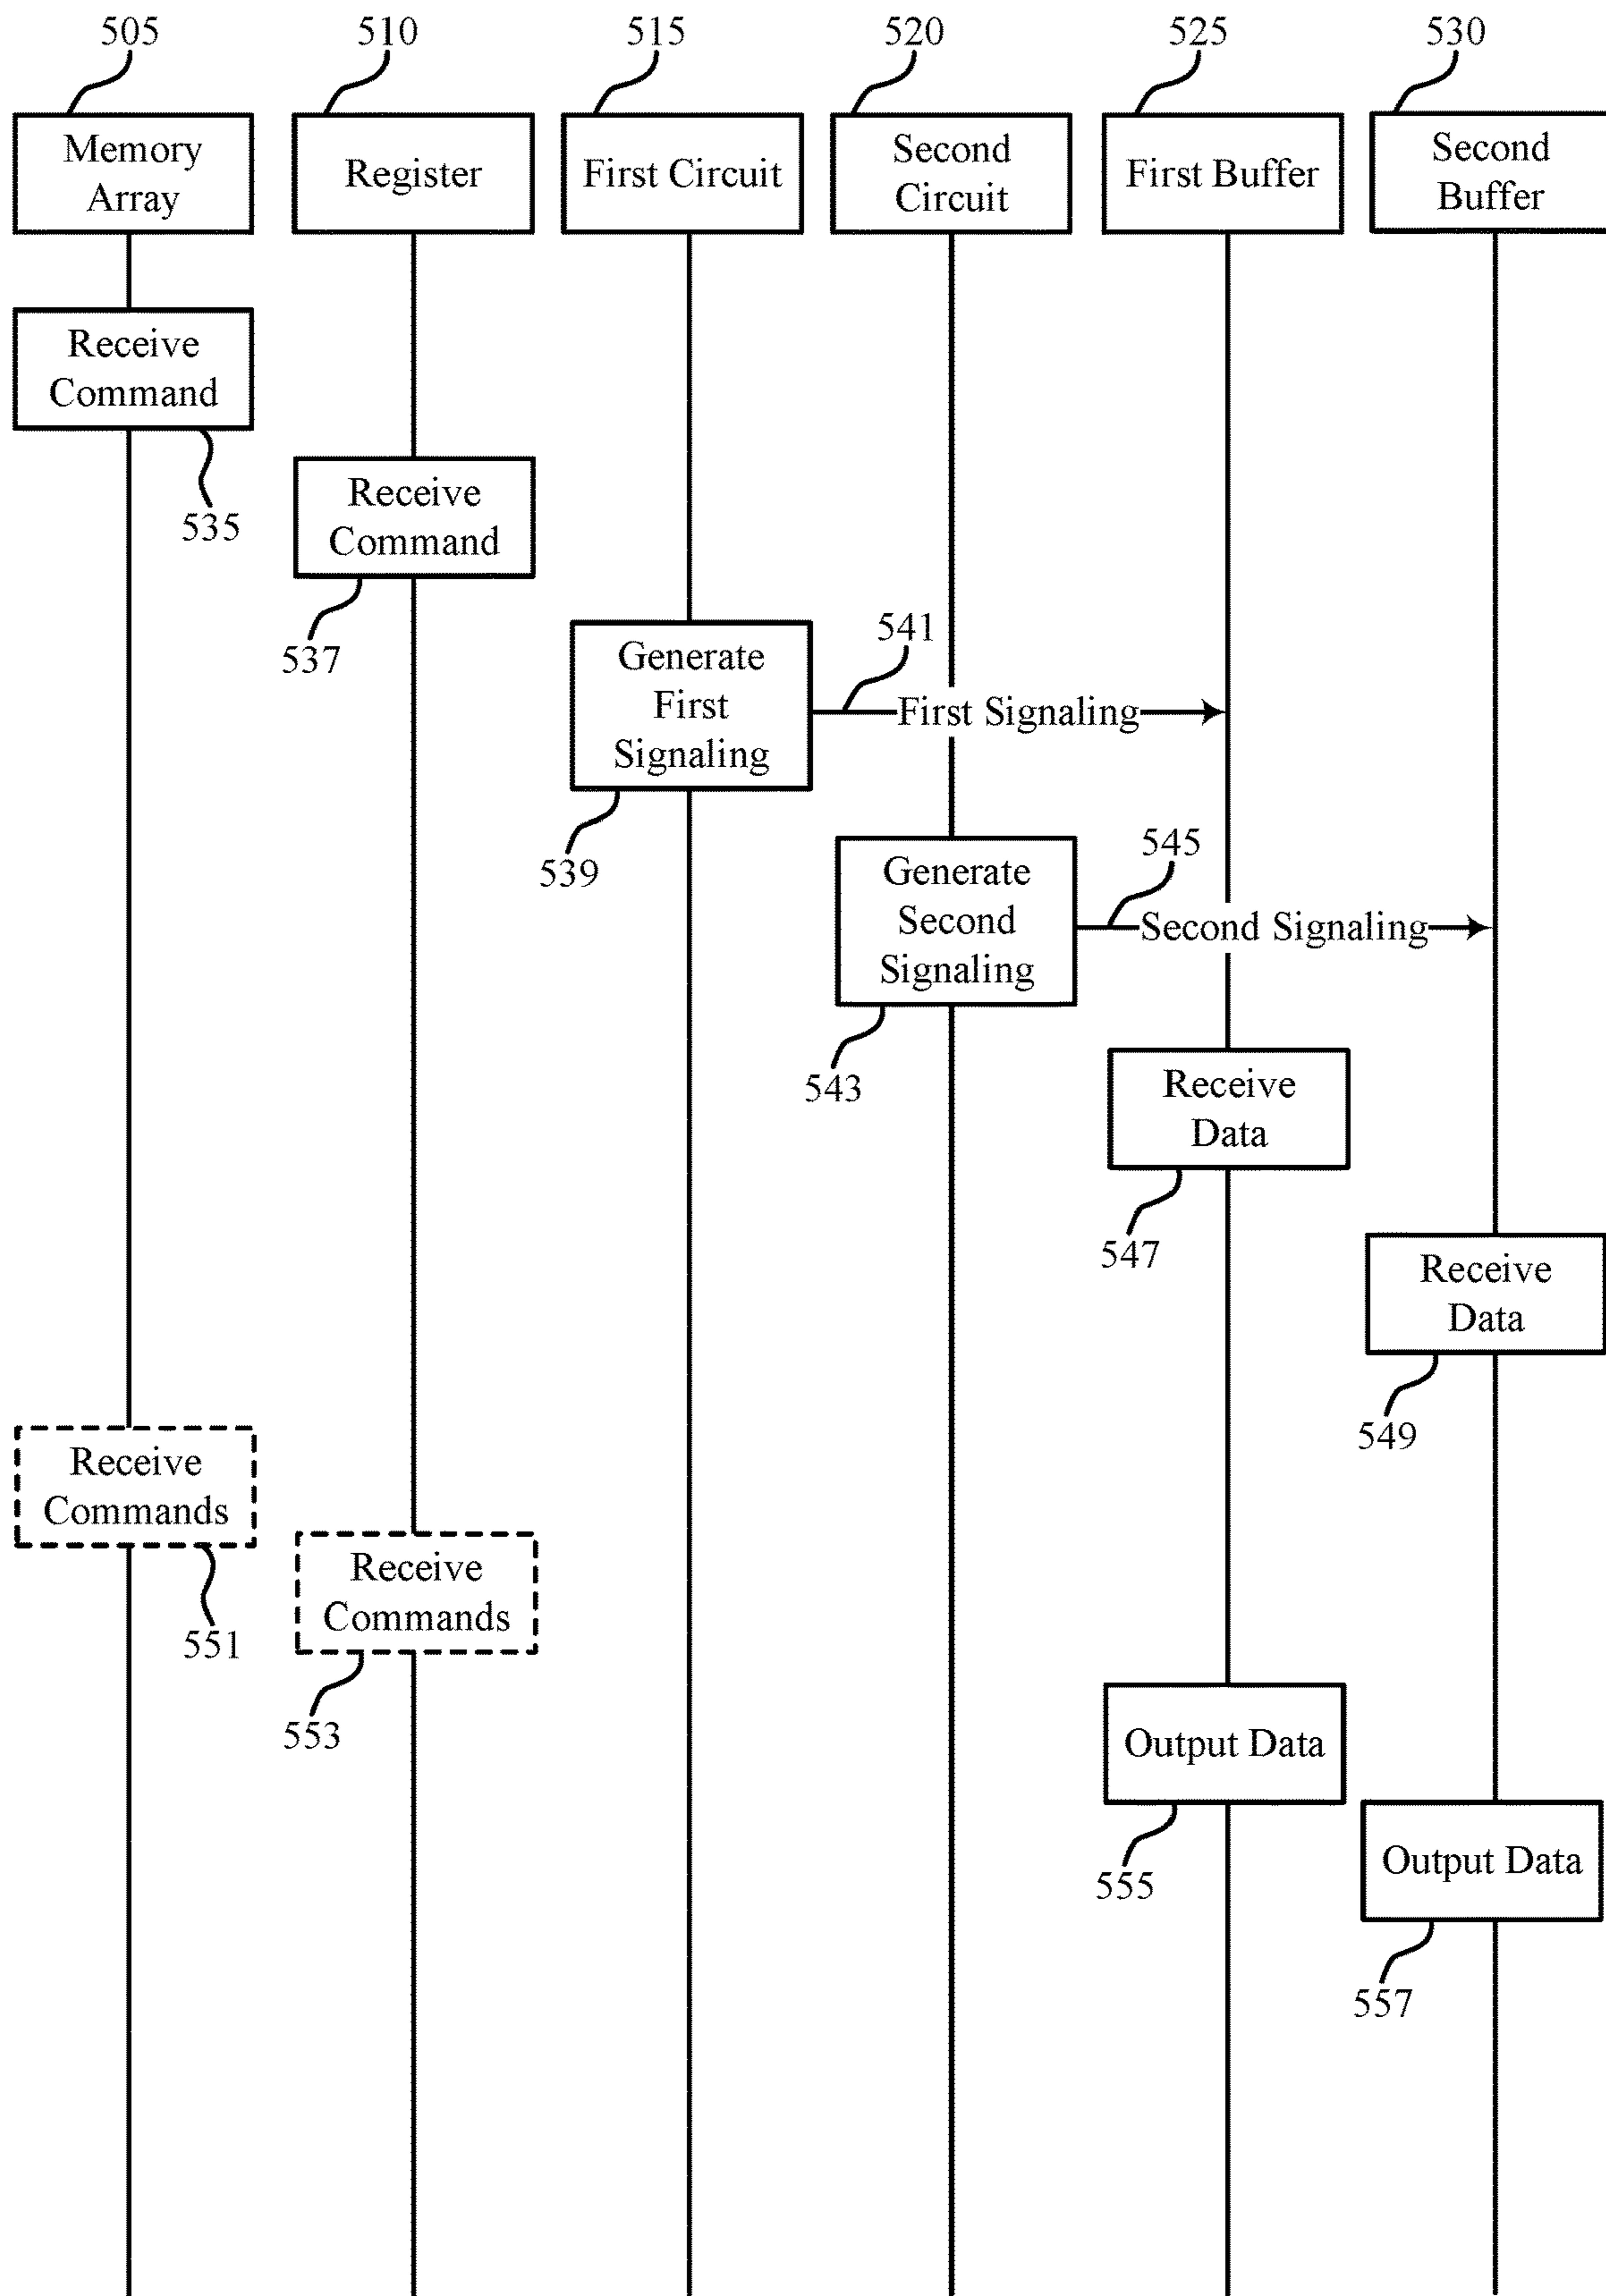 505
510
515
520
525
530
Memory
Array
Register
First Circuit
Second
Circuit
First Buffer
Second
Buffer
Receive
Command
535
Receive
Command
537
Generate
First
Signaling
539
541
First Signaling
Generate
Second
Signaling
543
545
Second Signaling
Receive
Data
547
Receive
Data
549
Receive
Commands
551
Receive
Commands
553
Output Data
555
Output Data
557